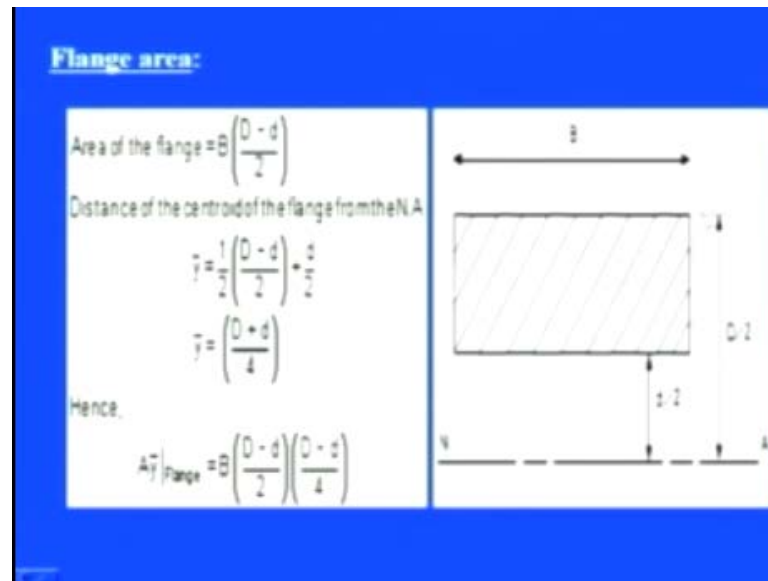 Flange area:
Area of the flange = B((D - d)/2)
Distance of the centroid of the flange from the N.A
ȳ = 1/2((D - d)/2) + d/2
ȳ = ((D + d)/4)
Hence,
Aȳ|Flange = B((D - d)/2)((D - d)/4)
B
D/2
d/2
N
A